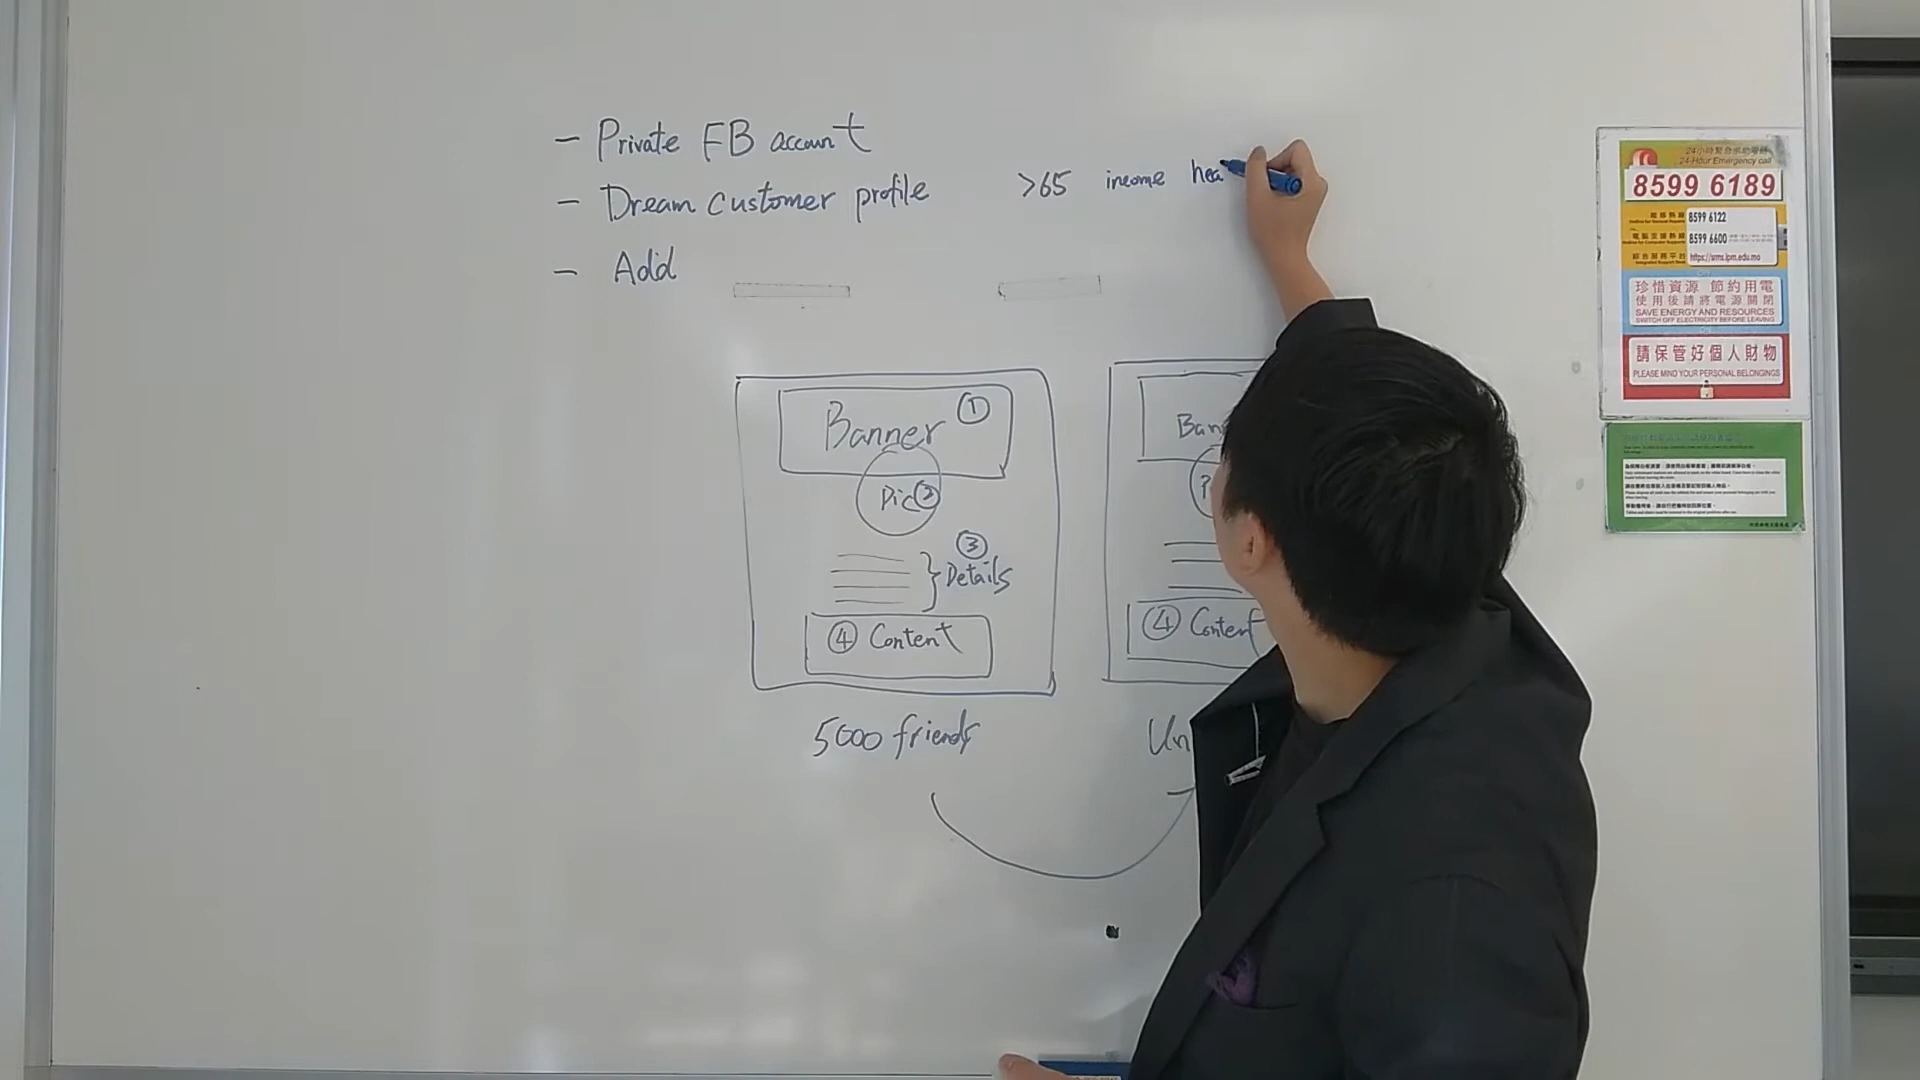 - Private FB account
- Dream customer profile >65 income hea
- Add
Banner ①
Pic ②
③
Details
④ Content
5000 friends
Ban
P
④ Content
Un
24小時緊急求助電話
24-Hour Emergency call
8599 6189
8599 6122
8599 6600
https://srms.ipm.edu.mo
珍惜資源 節約用電
使用後請將電源關閉
SAVE ENERGY AND RESOURCES
SWITCH OFF ELECTRICITY BEFORE LEAVING
請保管好個人財物
PLEASE MIND YOUR PERSONAL BELONGINGS